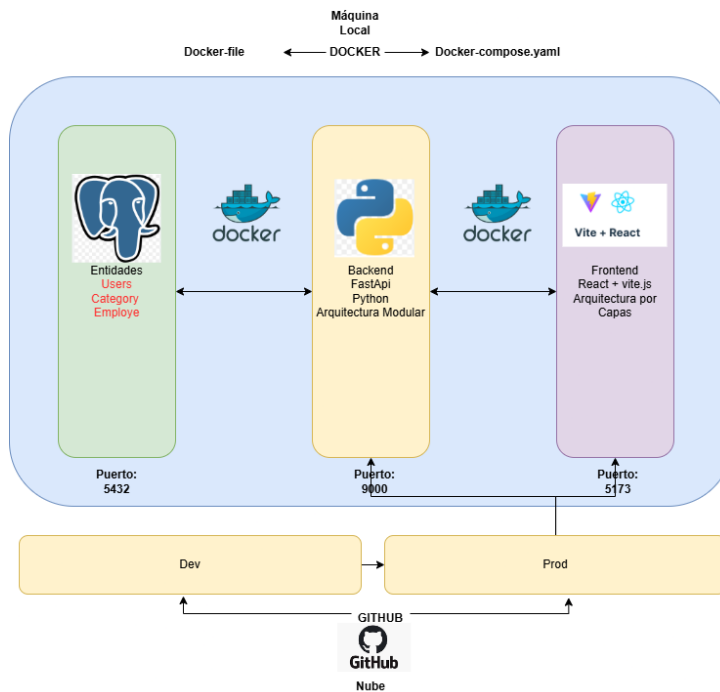 Máquina
Local
Docker-file
DOCKER
Docker-compose.yaml
docker
docker
Vite + React
Entidades
Users
Category
Employe
Backend
FastApi
Python
Arquitectura Modular
Frontend
React + vite.js
Arquitectura por
Capas
Puerto:
5432
Puerto:
9000
Puerto:
5173
Dev
Prod
GITHUB
GitHub
Nube